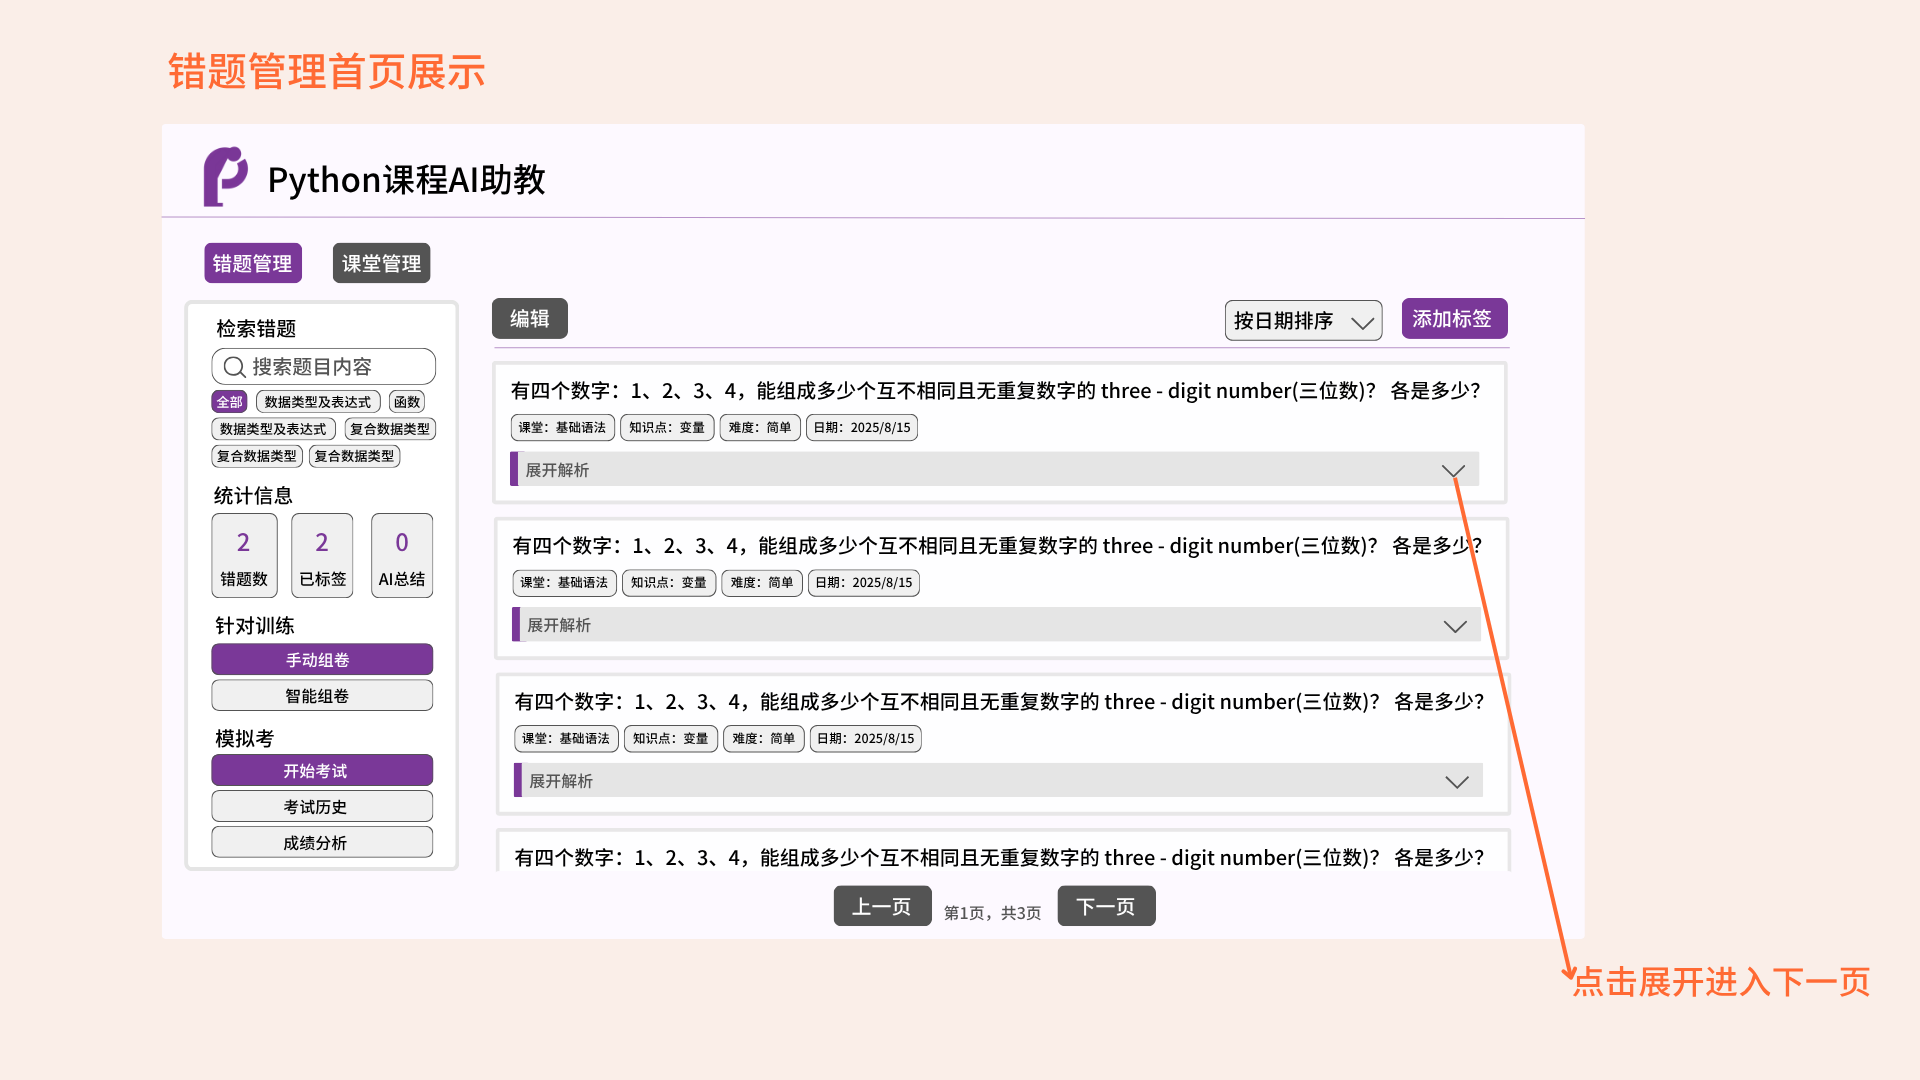 错题管理首页展示
Python课程AI助教
错题管理
课堂管理
检索错题
搜索题目内容
全部 数据类型及表达式 函数
数据类型及表达式 复合数据类型
复合数据类型 复合数据类型
统计信息
2 2 0
错题数 已标签 AI总结
针对训练
手动组卷
智能组卷
模拟考
开始考试
考试历史
成绩分析
编辑
按日期排序
添加标签
有四个数字：1、2、3、4，能组成多少个互不相同且无重复数字的 three - digit number(三位数)？ 各是多少？
课堂：基础语法 知识点：变量 难度：简单 日期：2025/8/15
展开解析
有四个数字：1、2、3、4，能组成多少个互不相同且无重复数字的 three - digit number(三位数)？ 各是多少？
课堂：基础语法 知识点：变量 难度：简单 日期：2025/8/15
展开解析
有四个数字：1、2、3、4，能组成多少个互不相同且无重复数字的 three - digit number(三位数)？ 各是多少？
课堂：基础语法 知识点：变量 难度：简单 日期：2025/8/15
展开解析
有四个数字：1、2、3、4，能组成多少个互不相同且无重复数字的 three - digit number(三位数)？ 各是多少？
上一页 第1页，共3页 下一页
点击展开进入下一页